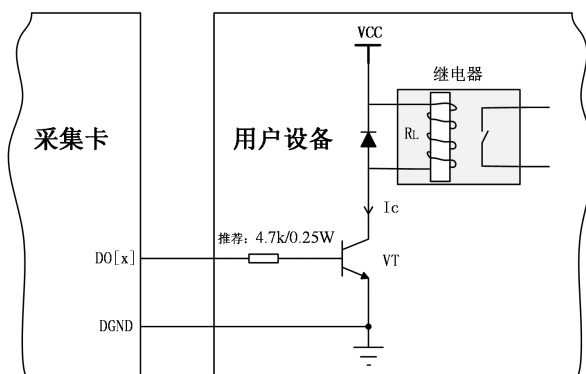 VCC
继电器
采集卡
用户设备
RL
Ic
推荐：4.7k/0.25W
DO[x]
VT
DGND